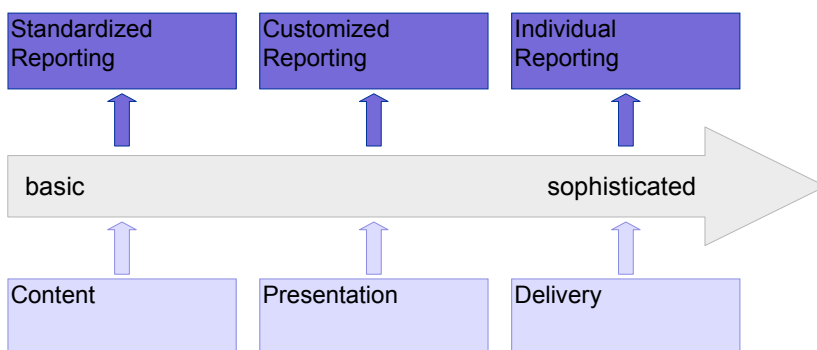 Standardized
Reporting
Customized
Reporting
Individual
Reporting
basic
sophisticated
Content
Presentation
Delivery